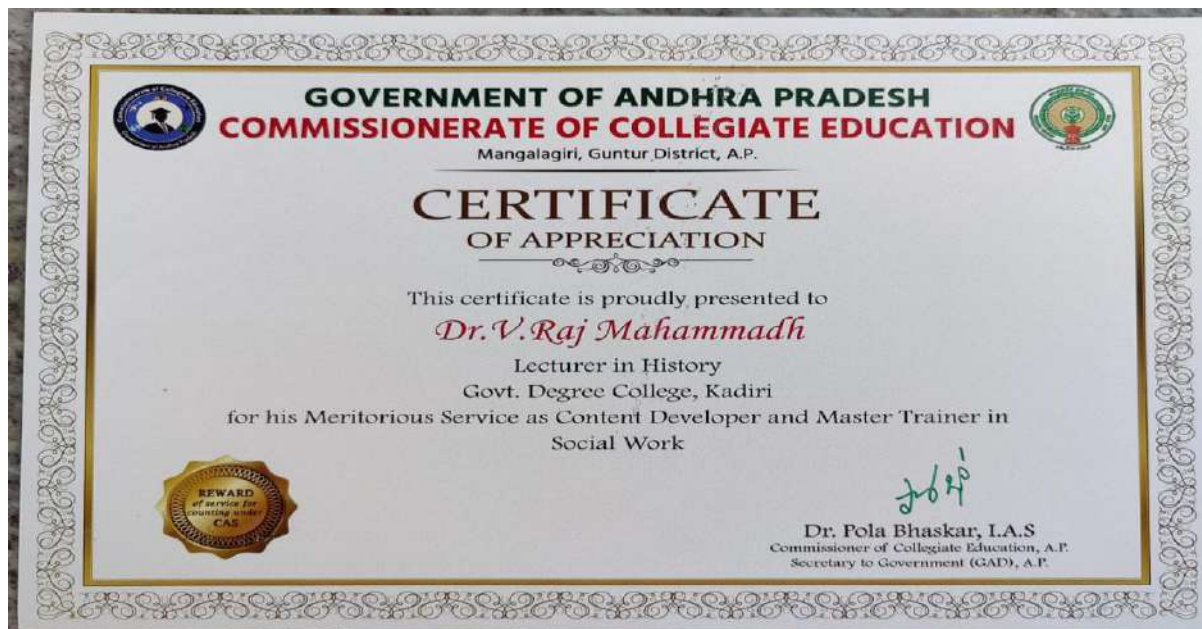 GOVERNMENT OF ANDHRA PRADESH
COMMISSIONERATE OF COLLEGIATE EDUCATION
Mangalagiri, Guntur District, A.P.
CERTIFICATE
OF APPRECIATION
This certificate is proudly presented to
Dr.V.Raj Mahammadh
Lecturer in History
Govt. Degree College, Kadiri
for his Meritorious Service as Content Developer and Master Trainer in
Social Work
REWARD
of service for
counting under
CAS
Dr. Pola Bhaskar, I.A.S
Commissioner of Collegiate Education, A.P.
Secretary to Government (GAD), A.P.